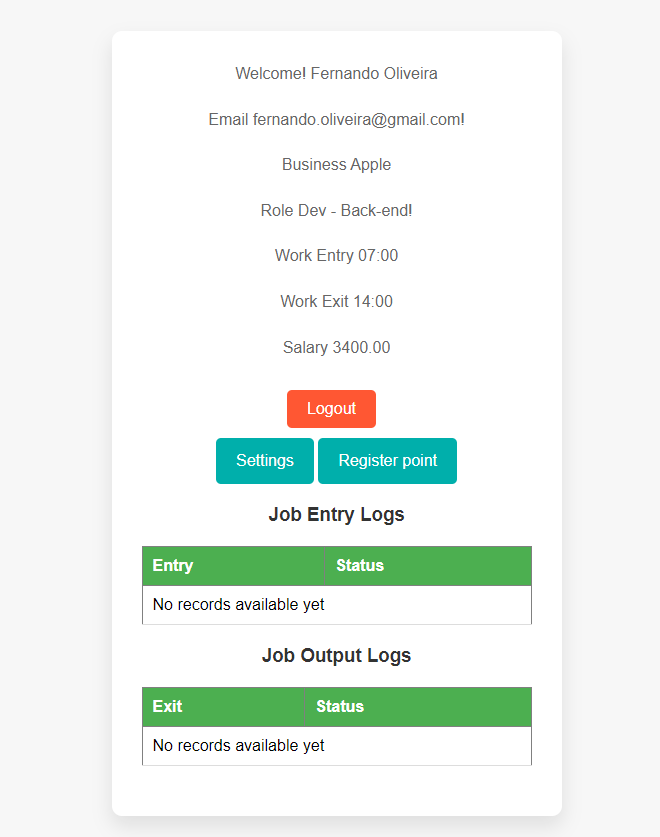 Welcome! Fernando Oliveira
Email fernando.oliveira@gmail.com!
Business Apple
Role Dev - Back-end!
Work Entry 07:00
Work Exit 14:00
Salary 3400.00
Logout
Settings Register point
Job Entry Logs
Entry Status
No records available yet
Job Output Logs
Exit Status
No records available yet